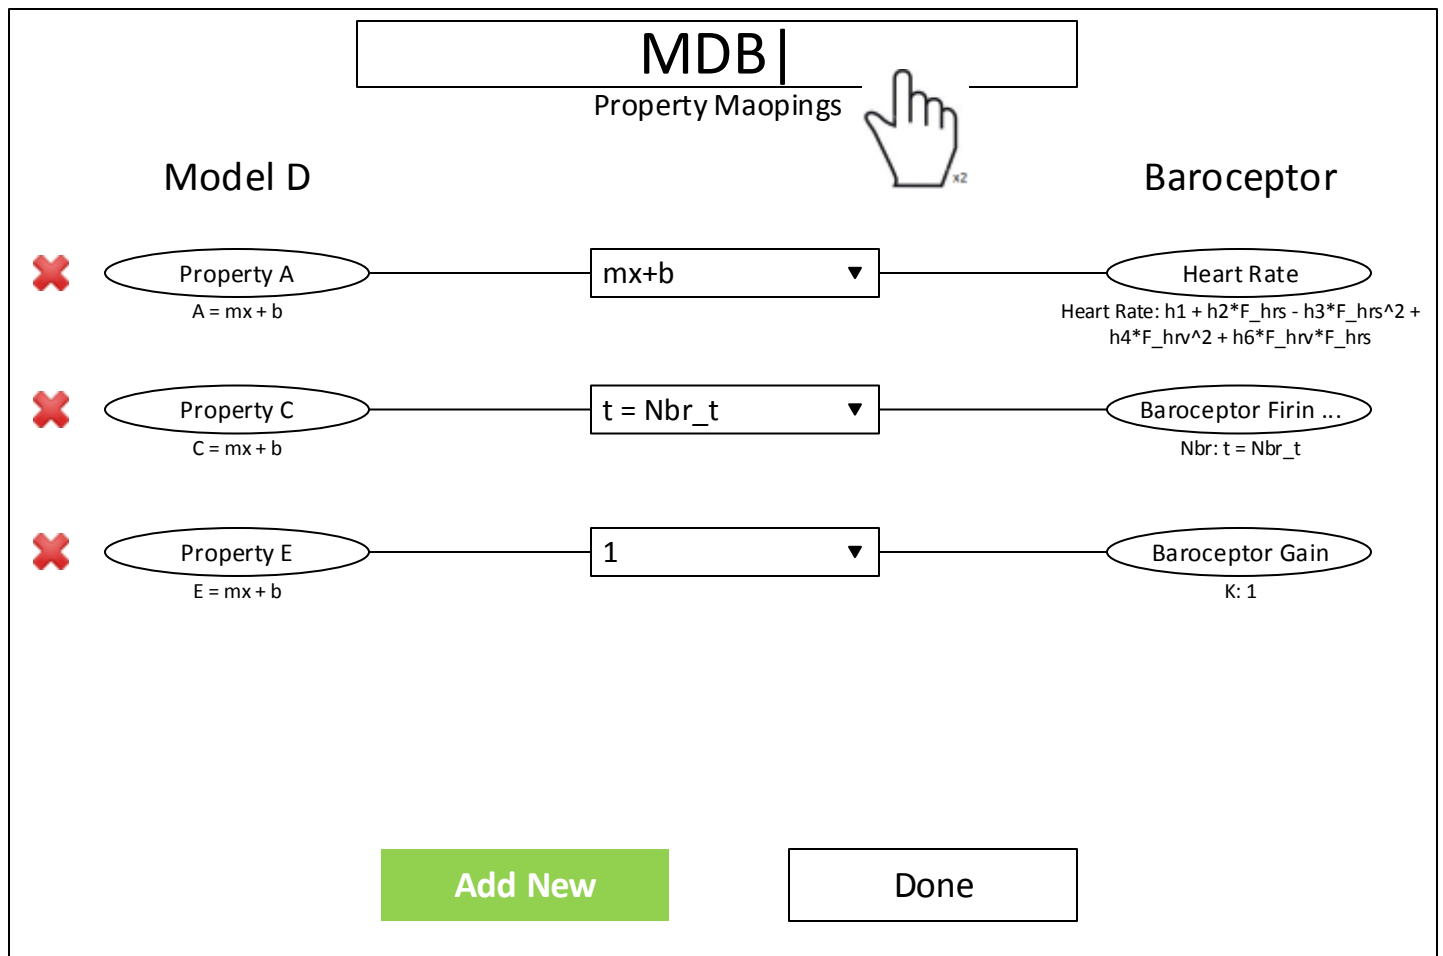 MDB|
Property Maopings
x2
Model D
Baroceptor
Property A
mx+b
Heart Rate
A = mx + b
Heart Rate: h1 + h2*F_hrs - h3*F_hrs^2 +
h4*F_hrv^2 + h6*F_hrv*F_hrs
Property C
t = Nbr_t
Baroceptor Firin ...
C = mx + b
Nbr: t = Nbr_t
Property E
1
Baroceptor Gain
E = mx + b
K: 1
Add New
Done